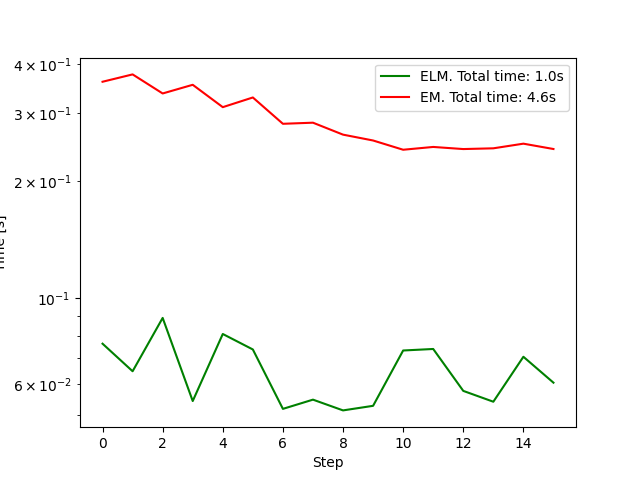 4 × 10⁻¹
3 × 10⁻¹
2 × 10⁻¹
10⁻¹
6 × 10⁻²
ELM. Total time: 1.0s
EM. Total time: 4.6s
0 2 4 6 8 10 12 14
Step